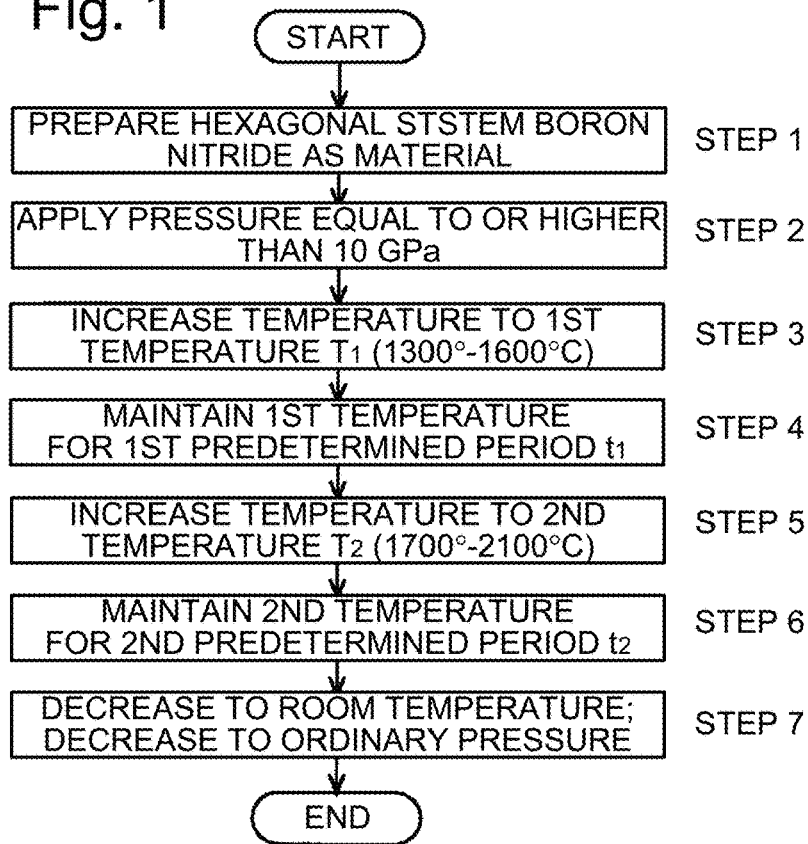 Fig. 1
START
PREPARE HEXAGONAL STSTEM BORON
NITRIDE AS MATERIAL
STEP 1
APPLY PRESSURE EQUAL TO OR HIGHER
THAN 10 GPa
STEP 2
INCREASE TEMPERATURE TO 1ST
TEMPERATURE T₁ (1300°-1600°C)
STEP 3
MAINTAIN 1ST TEMPERATURE
FOR 1ST PREDETERMINED PERIOD t₁
STEP 4
INCREASE TEMPERATURE TO 2ND
TEMPERATURE T₂ (1700°-2100°C)
STEP 5
MAINTAIN 2ND TEMPERATURE
FOR 2ND PREDETERMINED PERIOD t₂
STEP 6
DECREASE TO ROOM TEMPERATURE;
DECREASE TO ORDINARY PRESSURE
STEP 7
END